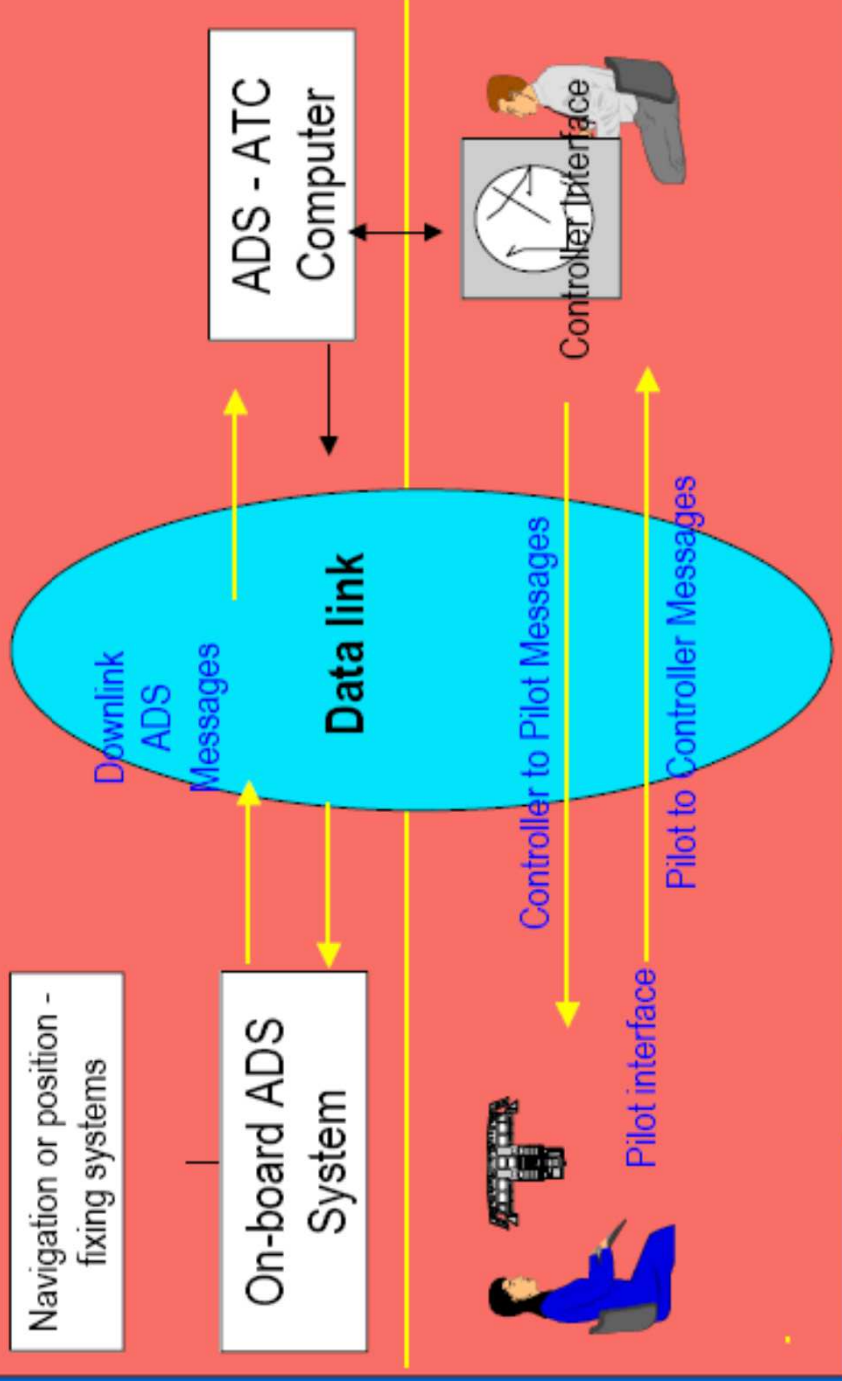 Navigation or position -
fixing systems
On-board ADS
System
Downlink
ADS
Messages
Data link
ADS - ATC
Computer
Controller to Pilot Messages
Pilot to Controller Messages
Pilot interface
Controller Interface